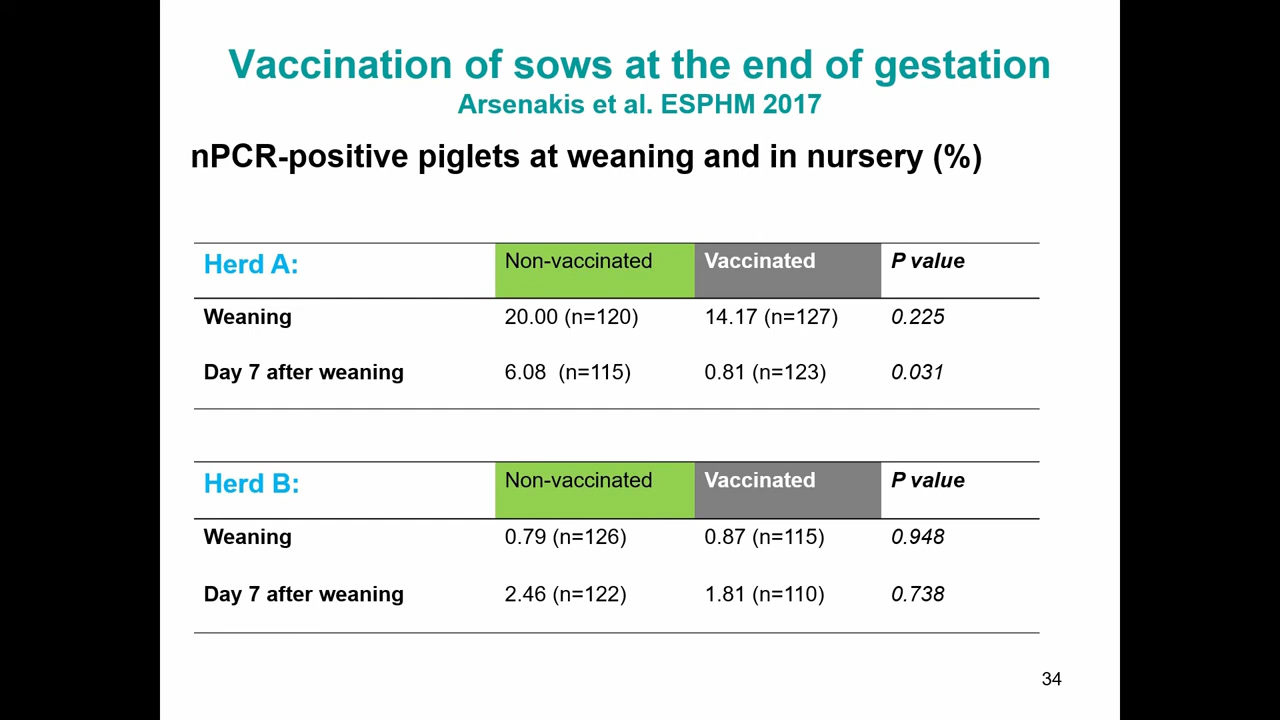 Vaccination of sows at the end of gestation
Arsenakis et al. ESPHM 2017
nPCR-positive piglets at weaning and in nursery (%)
Herd A: Non-vaccinated Vaccinated P value
Weaning 20.00 (n=120) 14.17 (n=127) 0.225
Day 7 after weaning 6.08 (n=115) 0.81 (n=123) 0.031
Herd B: Non-vaccinated Vaccinated P value
Weaning 0.79 (n=126) 0.87 (n=115) 0.948
Day 7 after weaning 2.46 (n=122) 1.81 (n=110) 0.738
34